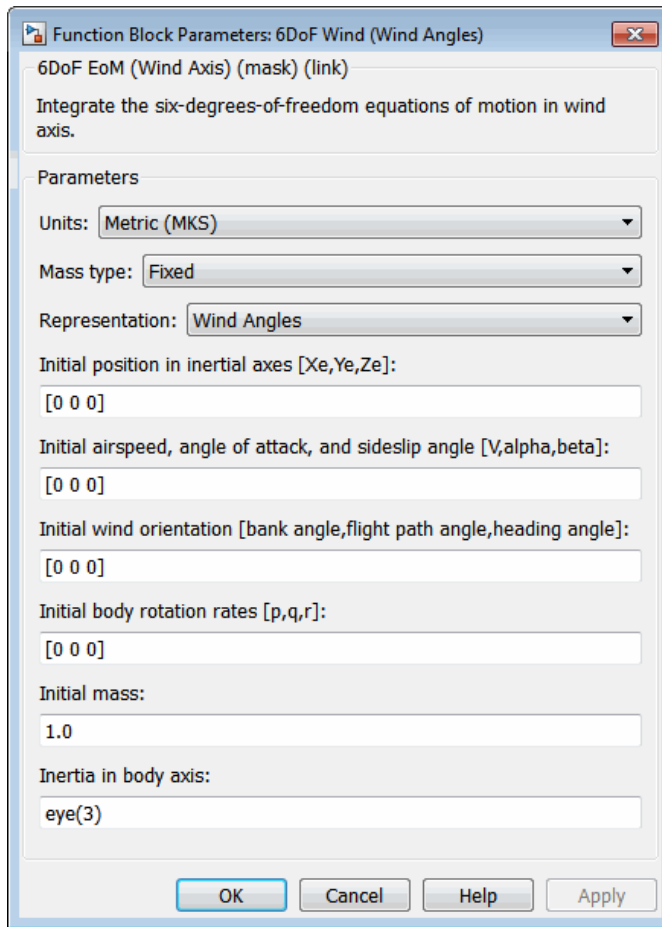 Function Block Parameters: 6DoF Wind (Wind Angles)
6DoF EoM (Wind Axis) (mask) (link)
Integrate the six-degrees-of-freedom equations of motion in wind
axis.
Parameters
Units: Metric (MKS)
Mass type: Fixed
Representation: Wind Angles
Initial position in inertial axes [Xe,Ye,Ze]:
[0 0 0]
Initial airspeed, angle of attack, and sideslip angle [V,alpha,beta]:
[0 0 0]
Initial wind orientation [bank angle,flight path angle,heading angle]:
[0 0 0]
Initial body rotation rates [p,q,r]:
[0 0 0]
Initial mass:
1.0
Inertia in body axis:
eye(3)
OK Cancel Help Apply